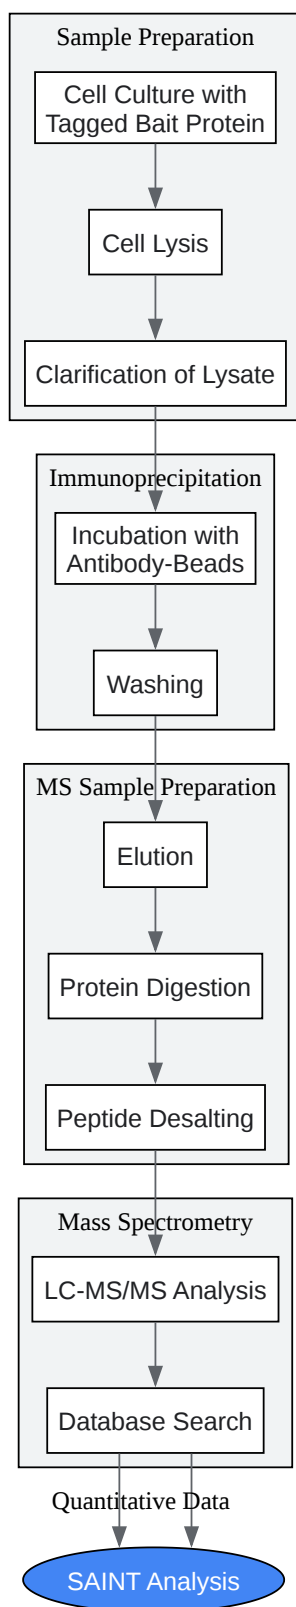 Sample Preparation
Cell Culture with
Tagged Bait Protein
Cell Lysis
Clarification of Lysate
Immunoprecipitation
Incubation with
Antibody-Beads
Washing
MS Sample Preparation
Elution
Protein Digestion
Peptide Desalting
Mass Spectrometry
LC-MS/MS Analysis
Database Search
Quantitative Data
SAINT Analysis